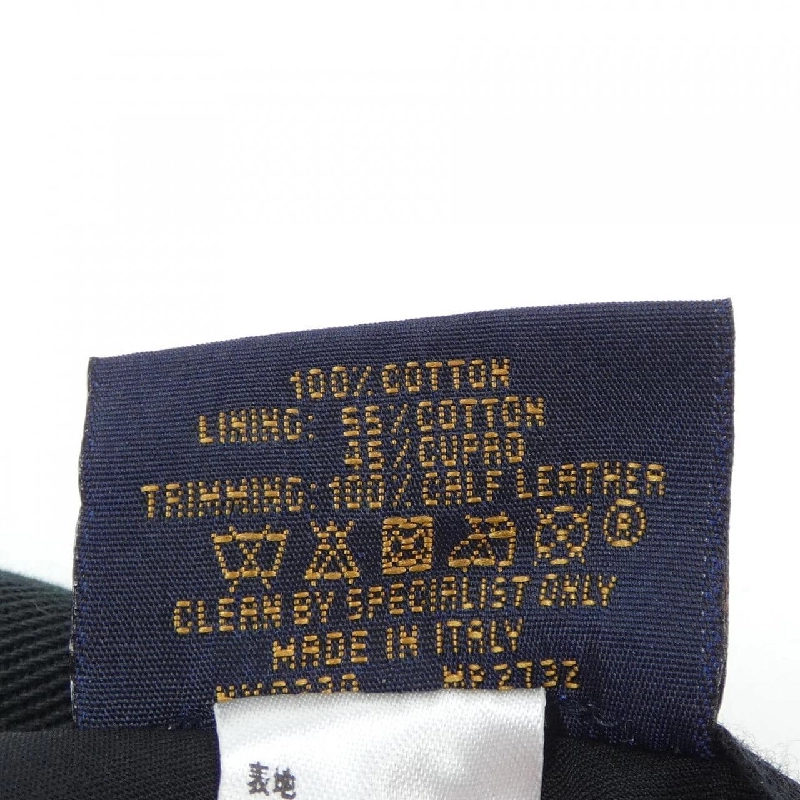 100% COTTON
LINING: 55% COTTON
45% CUPRO
TRIMMING: 100% CALF LEATHER
CLEAN BY SPECIALIST ONLY
MADE IN ITALY
表地